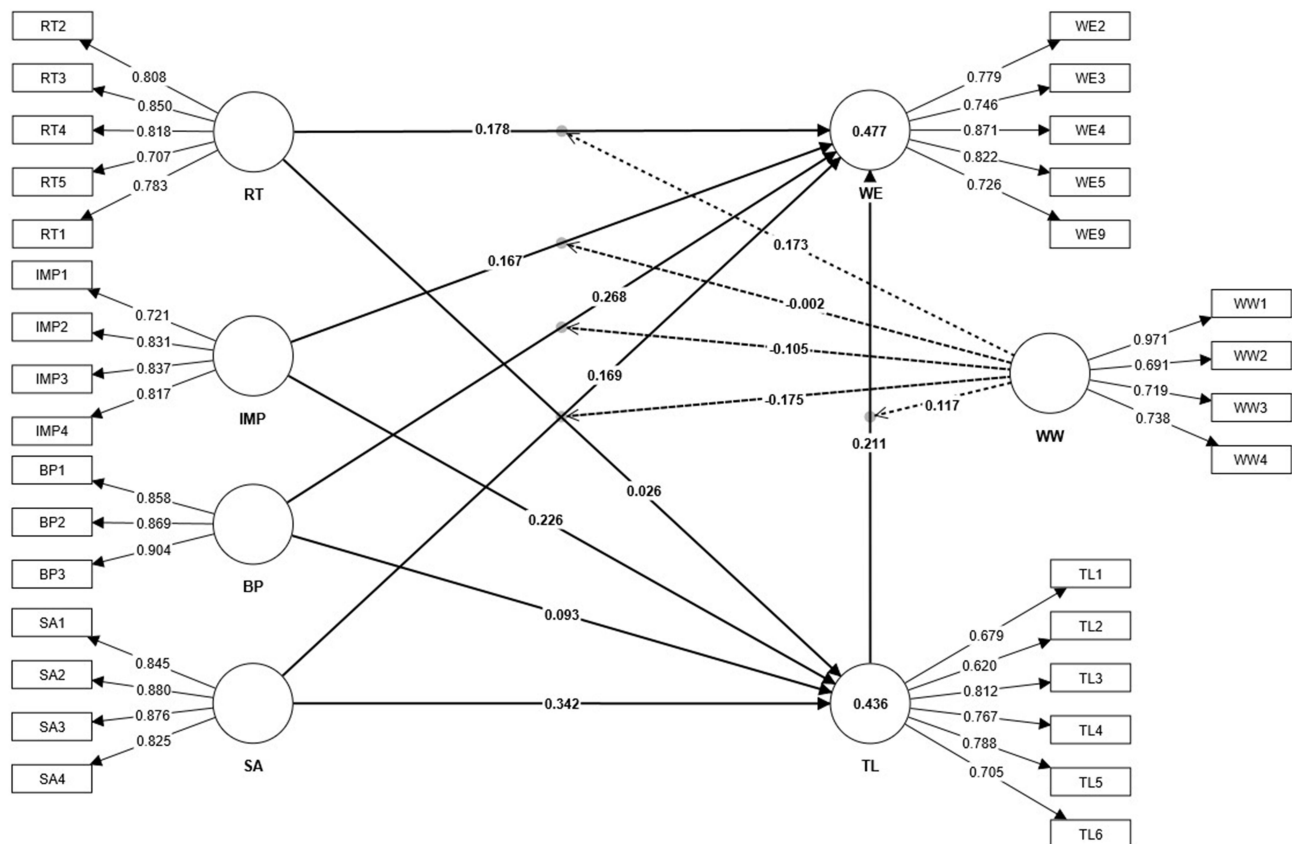 RT2
0.808
RT3
0.850
RT4
0.818
RT5
0.707
RT1
0.783
RT
IMP1
0.721
IMP2
0.831
IMP3
0.837
IMP4
0.817
IMP
BP1
0.858
BP2
0.869
BP3
0.904
BP
SA1
0.845
SA2
0.880
SA3
0.876
SA4
0.825
SA
0.178
0.167
0.268
0.169
0.026
0.226
0.093
0.342
0.173
-0.002
-0.105
-0.175
0.117
0.211
0.477
WE
WE2
0.779
WE3
0.746
WE4
0.871
WE5
0.822
WE9
0.726
WW
WW1
0.971
WW2
0.691
WW3
0.719
WW4
0.738
0.436
TL
TL1
0.679
TL2
0.620
TL3
0.812
TL4
0.767
TL5
0.788
TL6
0.705